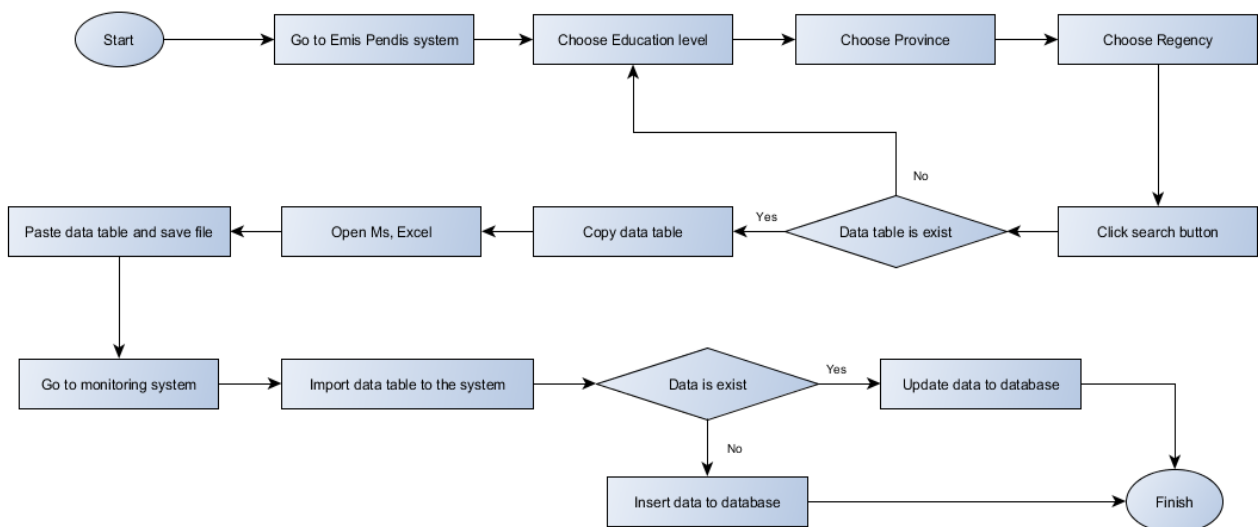 Start
Go to Emis Pendis system
Choose Education level
Choose Province
Choose Regency
No
Paste data table and save file
Open Ms, Excel
Copy data table
Yes
Data table is exist
Click search button
Go to monitoring system
Import data table to the system
Data is exist
Yes
Update data to database
No
Insert data to database
Finish